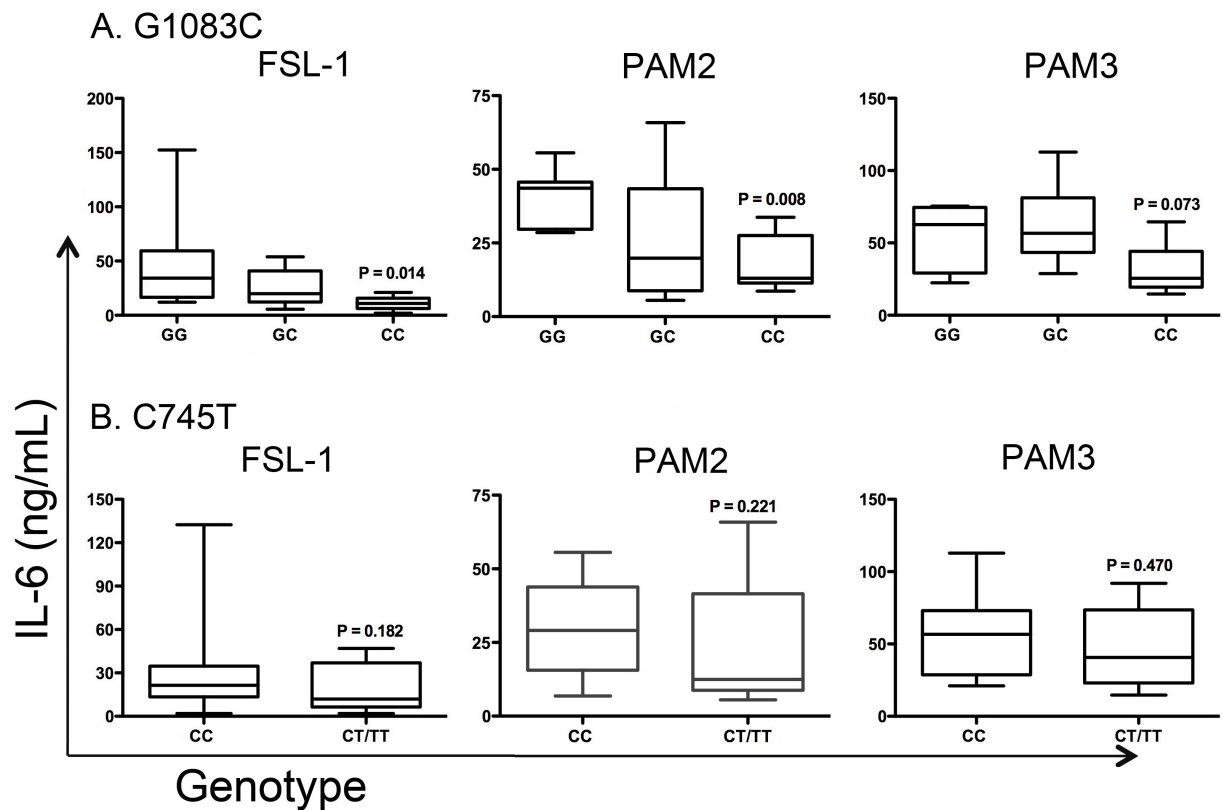 A. G1083C
FSL-1
PAM2
PAM3
200
150
100
50
0
P = 0.014
GG
GC
CC
75
50
25
0
P = 0.008
GG
GC
CC
150
100
50
0
P = 0.073
GG
GC
CC
IL-6 (ng/mL)
B. C745T
FSL-1
PAM2
PAM3
150
120
90
60
30
0
P = 0.182
CC
CT/TT
75
50
25
0
P = 0.221
CC
CT/TT
150
100
50
0
P = 0.470
CC
CT/TT
Genotype